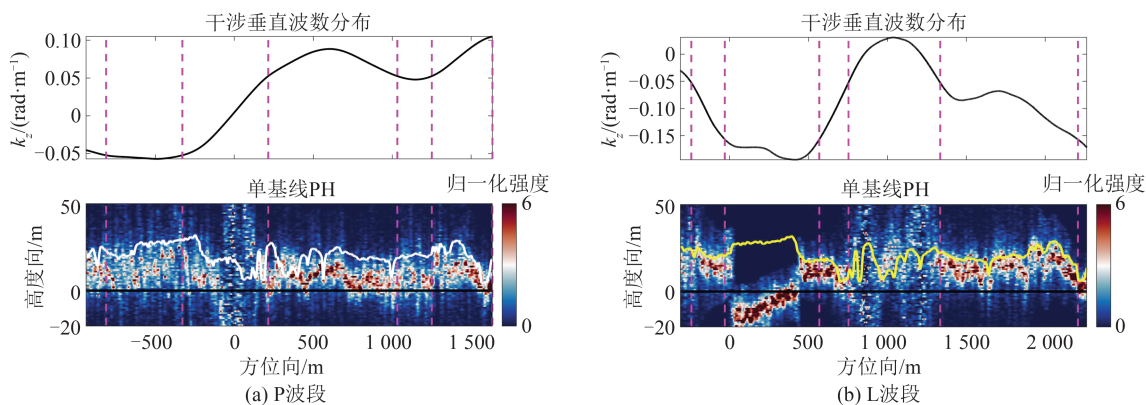 干涉垂直波数分布
0.10
0.05
0
−0.05
k_z/(rad·m⁻¹)
单基线PH
归一化强度
50
0
−20
高度向/m
6
0
−500
0
500
1 000
1 500
方位向/m
(a) P波段
干涉垂直波数分布
0
−0.05
−0.10
−0.15
k_z/(rad·m⁻¹)
单基线PH
归一化强度
50
0
−20
高度向/m
6
0
0
500
1 000
1 500
2 000
方位向/m
(b) L波段